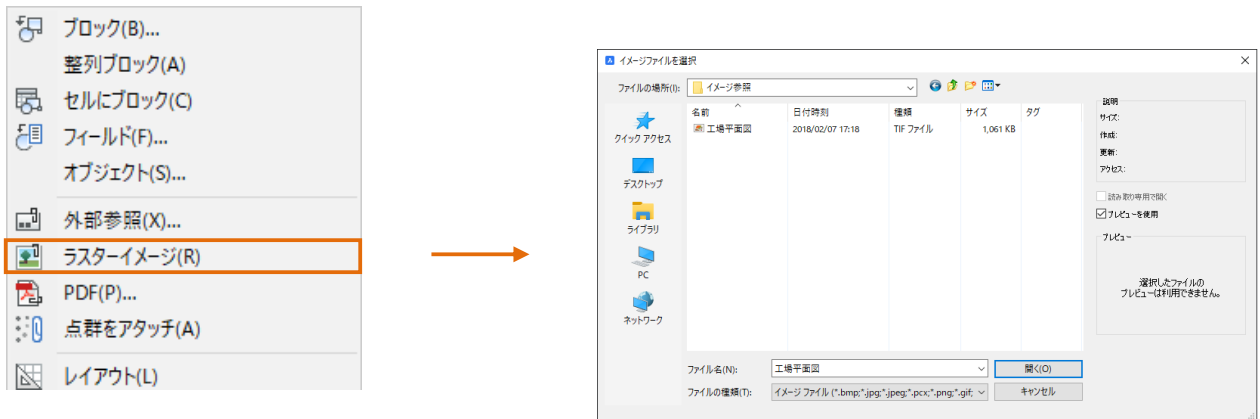 ブロック(B)...
整列ブロック(A)
セルにブロック(C)
フィールド(F)...
オブジェクト(S)...
外部参照(X)...
ラスターイメージ(R)
PDF(P)...
点群をアタッチ(A)
レイアウト(L)
イメージファイルを選択
ファイルの場所(I):
イメージ参照
名前
日付時刻
種類
サイズ
タグ
工場平面図
2018/02/07 17:18
TIF ファイル
1,061 KB
クイック アクセス
デスクトップ
ライブラリ
PC
ネットワーク
説明
サイズ:
作成:
更新:
アクセス:
読み取り専用で開く
プレビューを使用
プレビュー
選択したファイルの
プレビューは利用できません。
ファイル名(N):
工場平面図
開く(O)
ファイルの種類(T):
イメージ ファイル (*.bmp;*.jpg;*.jpeg;*.pcx;*.png;*.gif;
キャンセル